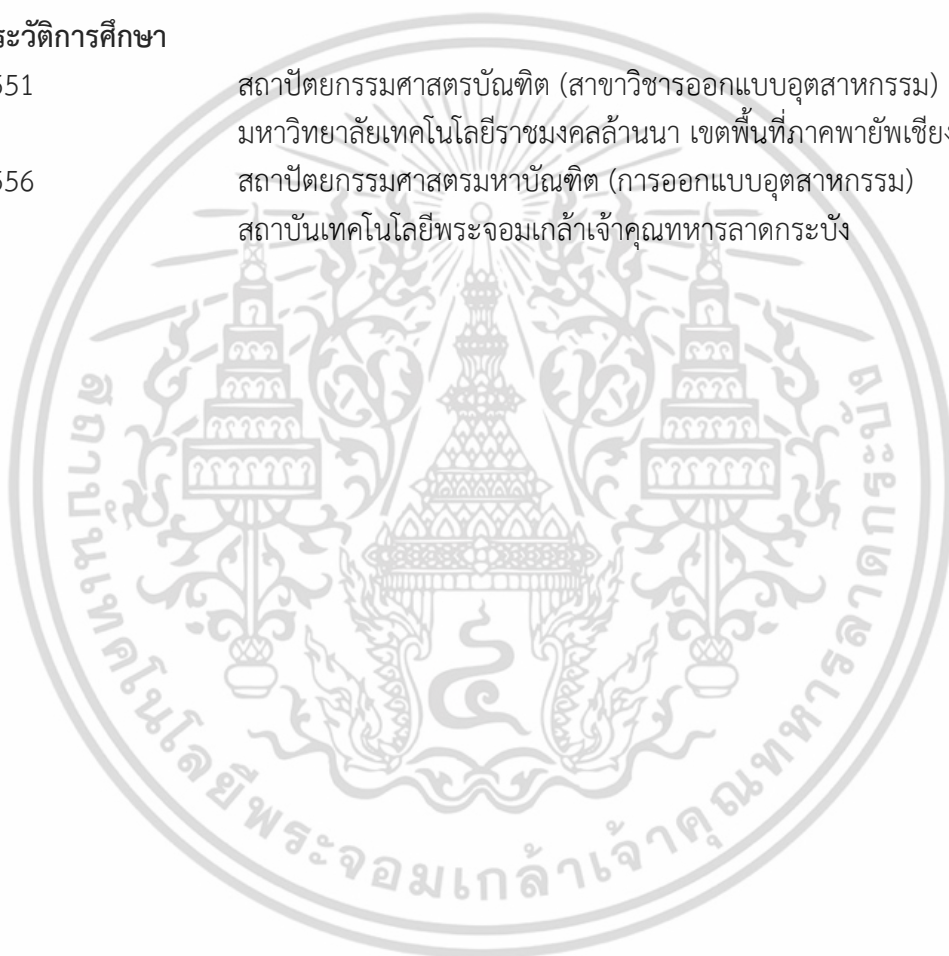 ระวัติการศึกษา
551 สถาปัตยกรรมศาสตรบัณฑิต (สาขาวิชารออกแบบอุตสาหกรรม)
มหาวิทยาลัยเทคโนโลยีราชมงคลล้านนา เขตพื้นที่ภาคพายัพเชียง
556 สถาปัตยกรรมศาสตรมหาบัณฑิต (การออกแบบอุตสาหกรรม)
สถาบันเทคโนโลยีพระจอมเกล้าเจ้าคุณทหารลาดกระบัง
สถาบันเทคโนโลยีพระจอมเกล้าเจ้าคุณทหารลาดกระบัง
๔